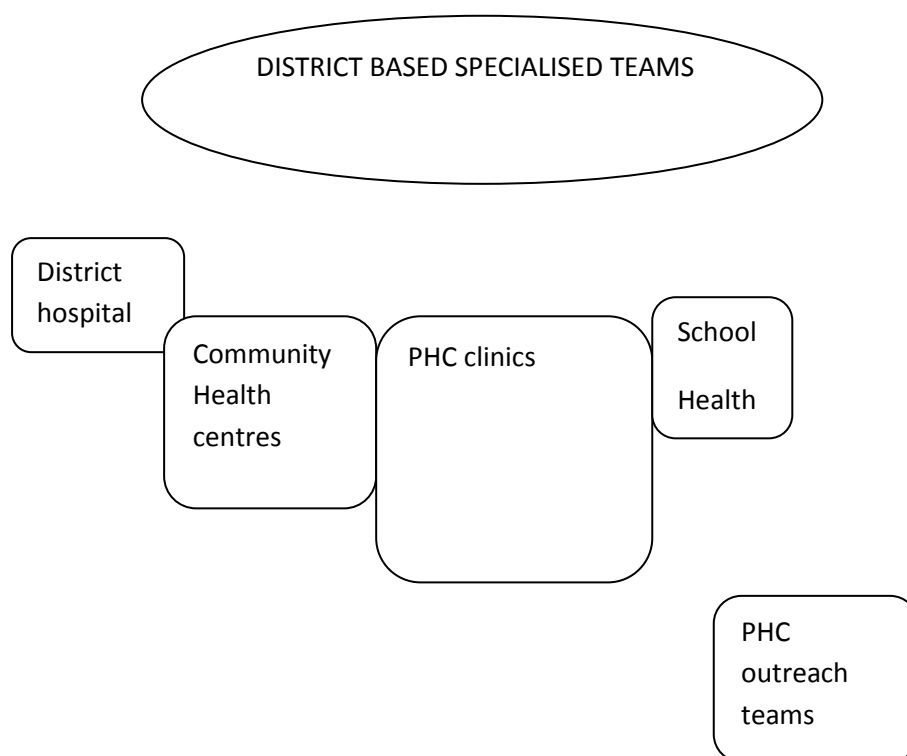 DISTRICT BASED SPECIALISED TEAMS
District
hospital
Community
Health
centres
PHC clinics
School
Health
PHC
outreach
teams